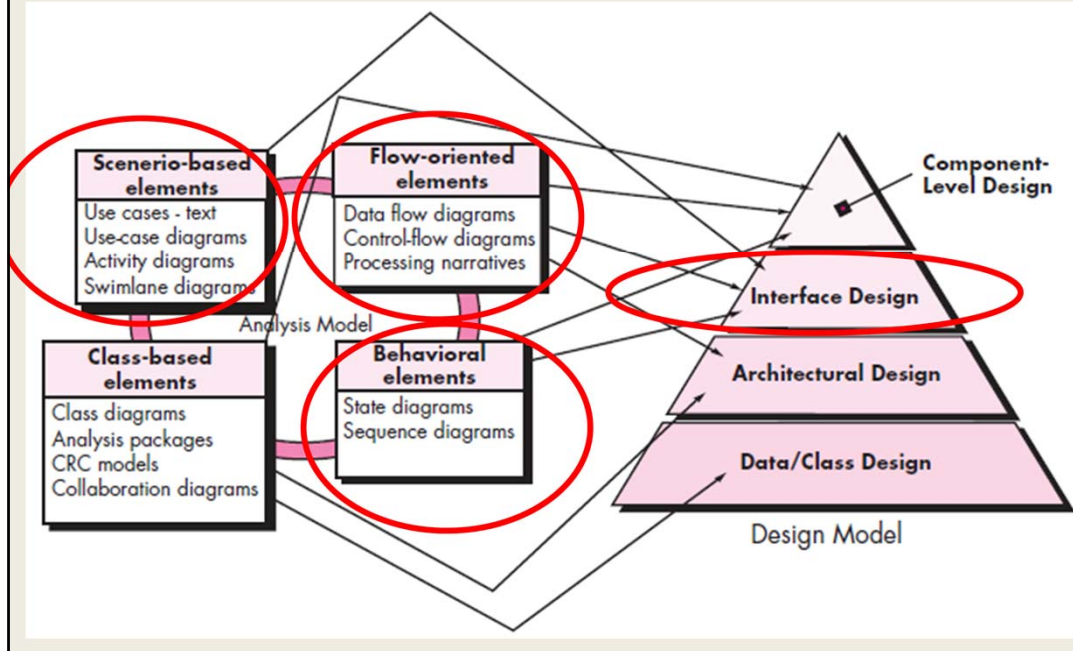 Scenerio-based
elements
Use cases - text
Use-case diagrams
Activity diagrams
Swimlane diagrams
Flow-oriented
elements
Data flow diagrams
Control-flow diagrams
Processing narratives
Analysis Model
Class-based
elements
Class diagrams
Analysis packages
CRC models
Collaboration diagrams
Behavioral
elements
State diagrams
Sequence diagrams
Component-
Level Design
Interface Design
Architectural Design
Data/Class Design
Design Model